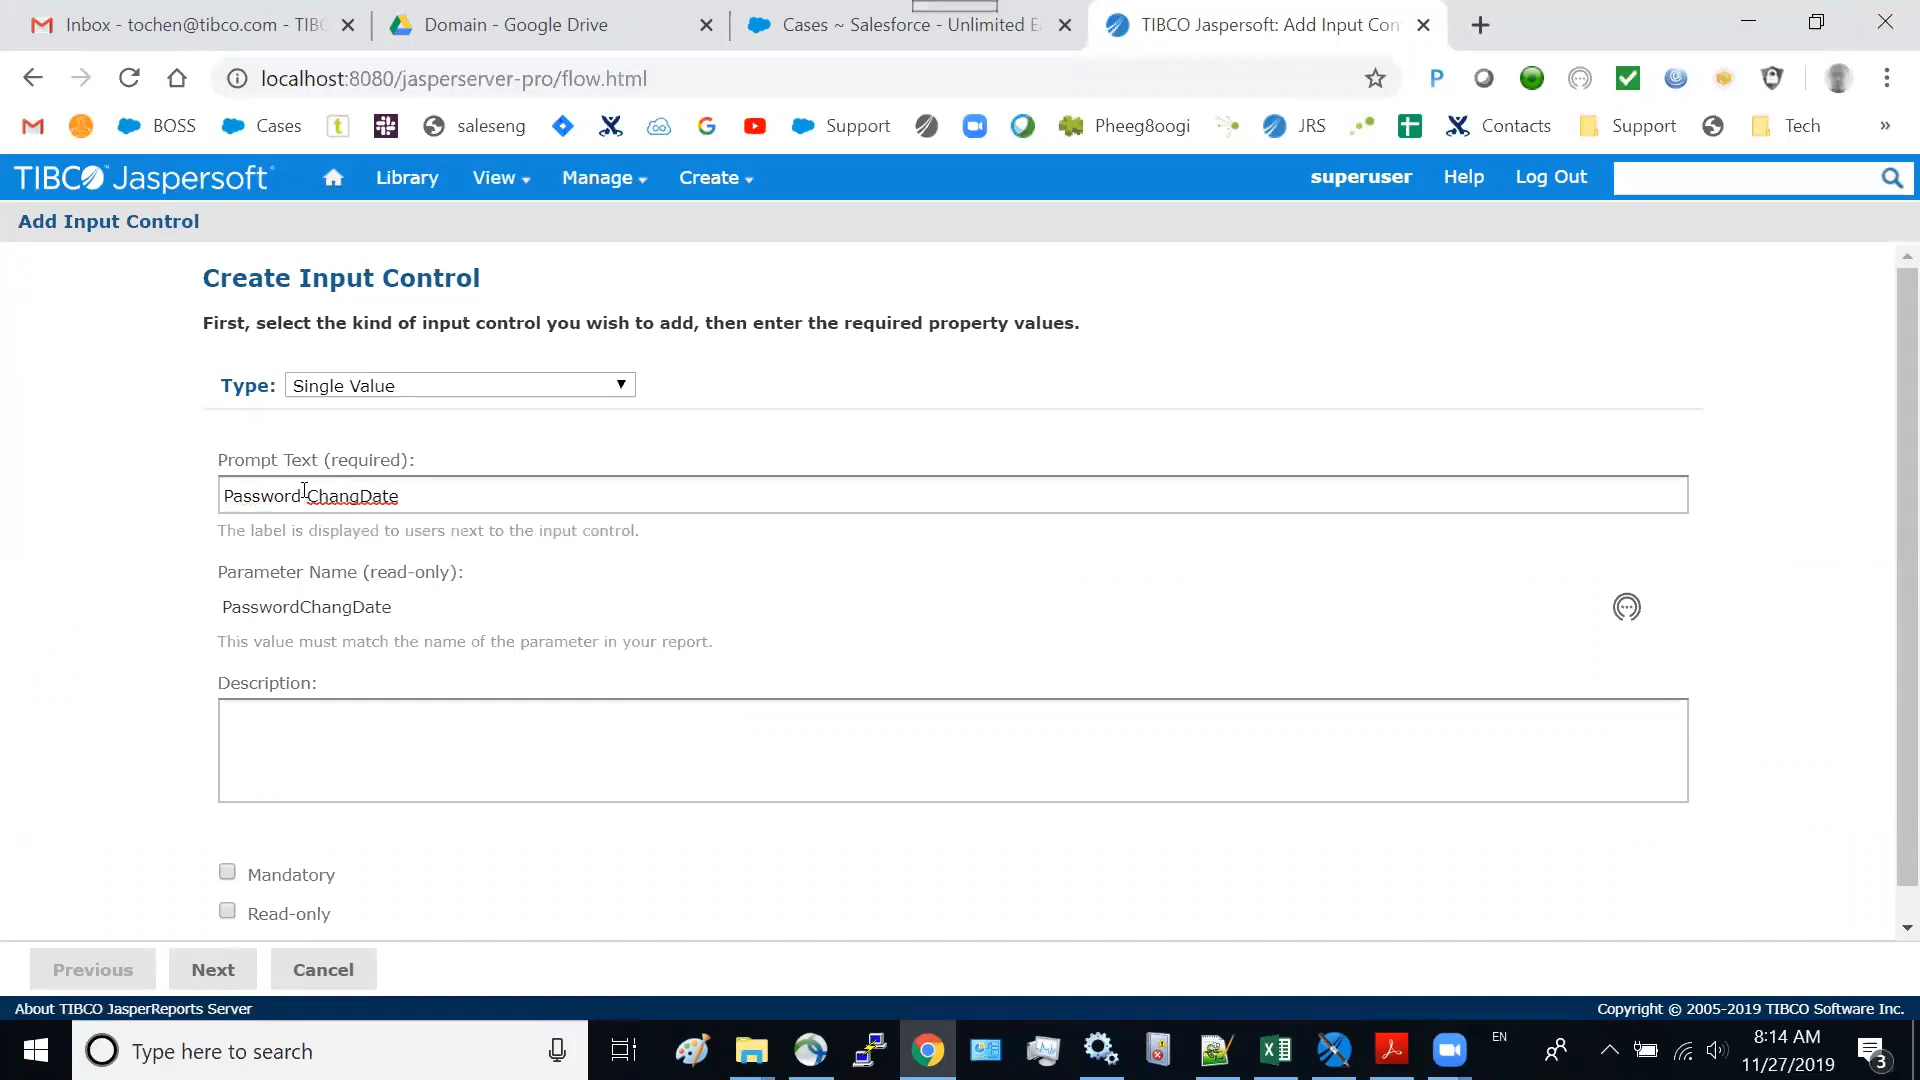 Inbox - tochen@tibco.com - TIBC
Domain - Google Drive
Cases ~ Salesforce - Unlimited E
TIBCO Jaspersoft: Add Input Con
localhost:8080/jasperserver-pro/flow.html
BOSS
Cases
saleseng
Support
Pheeg8oogi
JRS
Contacts
Support
Tech
»
TIBCO Jaspersoft
Library
View
Manage
Create
superuser
Help
Log Out
Add Input Control
Create Input Control
First, select the kind of input control you wish to add, then enter the required property values.
Type: Single Value
Prompt Text (required):
Password ChangDate
The label is displayed to users next to the input control.
Parameter Name (read-only):
PasswordChangDate
This value must match the name of the parameter in your report.
Description:
Mandatory
Read-only
Previous
Next
Cancel
About TIBCO JasperReports Server
Copyright © 2005-2019 TIBCO Software Inc.
Type here to search
EN
8:14 AM
11/27/2019
3